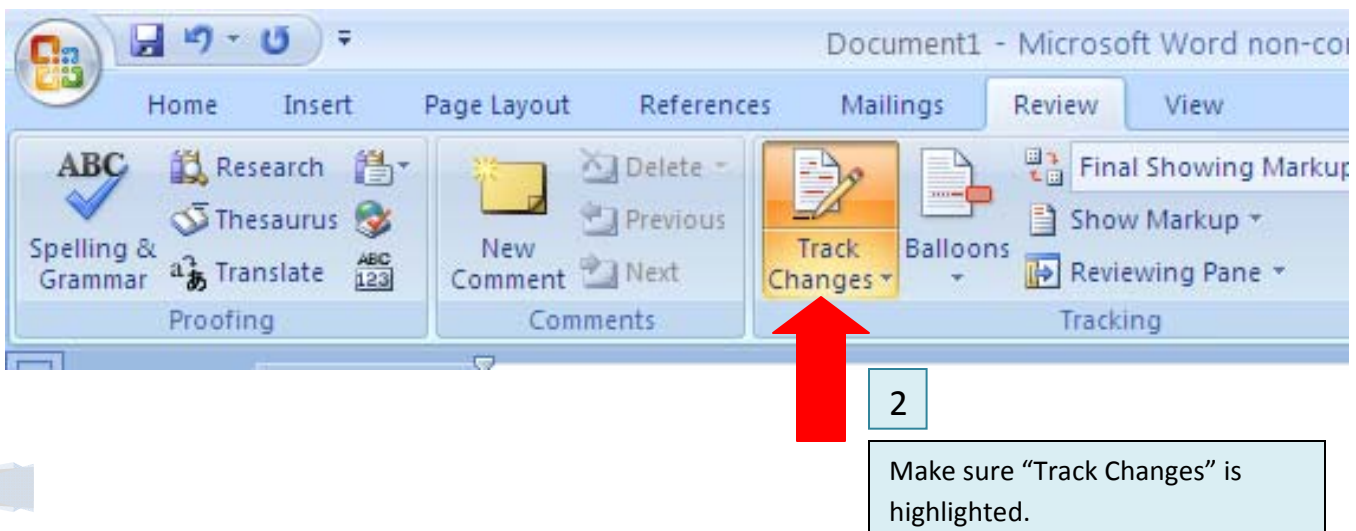 Document1 - Microsoft Word non-co
Home Insert Page Layout References Mailings Review View
ABC Research Delete Final Showing Markup
Thesaurus Previous Show Markup
Spelling & Grammar Translate ABC 123 New Comment Next Track Changes Balloons Reviewing Pane
Proofing Comments Tracking
2
Make sure “Track Changes” is
highlighted.